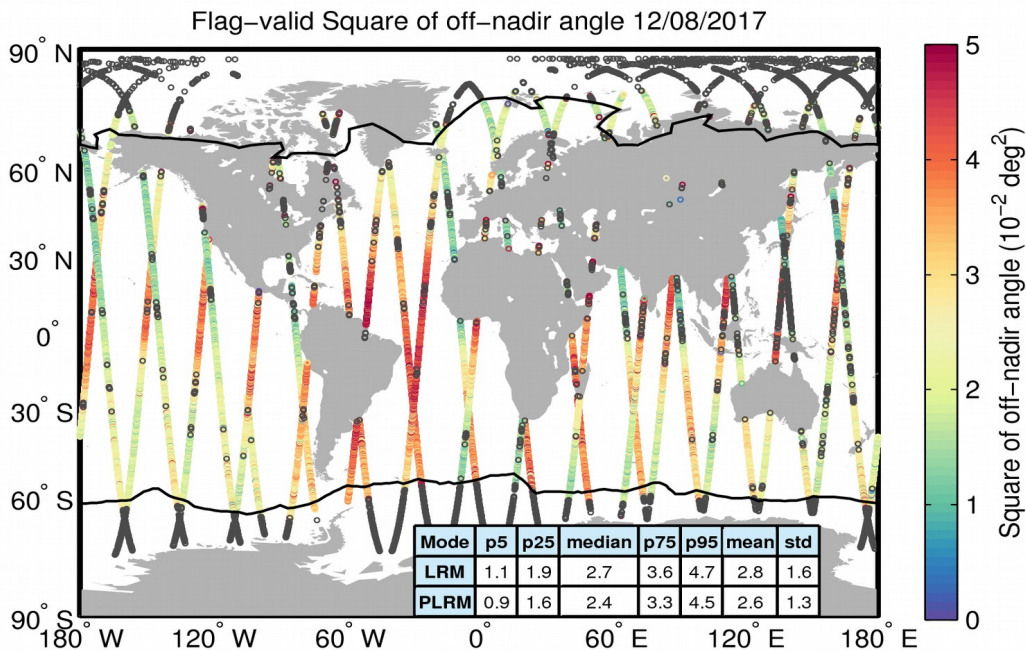 Flag-valid Square of off-nadir angle 12/08/2017
90° N
60° N
30° N
0°
30° S
60° S
90° S
180° W
120° W
60° W
0°
60° E
120° E
180° E
Mode p5 p25 median p75 p95 mean std
LRM 1.1 1.9 2.7 3.6 4.7 2.8 1.6
PLRM 0.9 1.6 2.4 3.3 4.5 2.6 1.3
5
4
3
2
1
0
Square of off-nadir angle (10⁻² deg²)